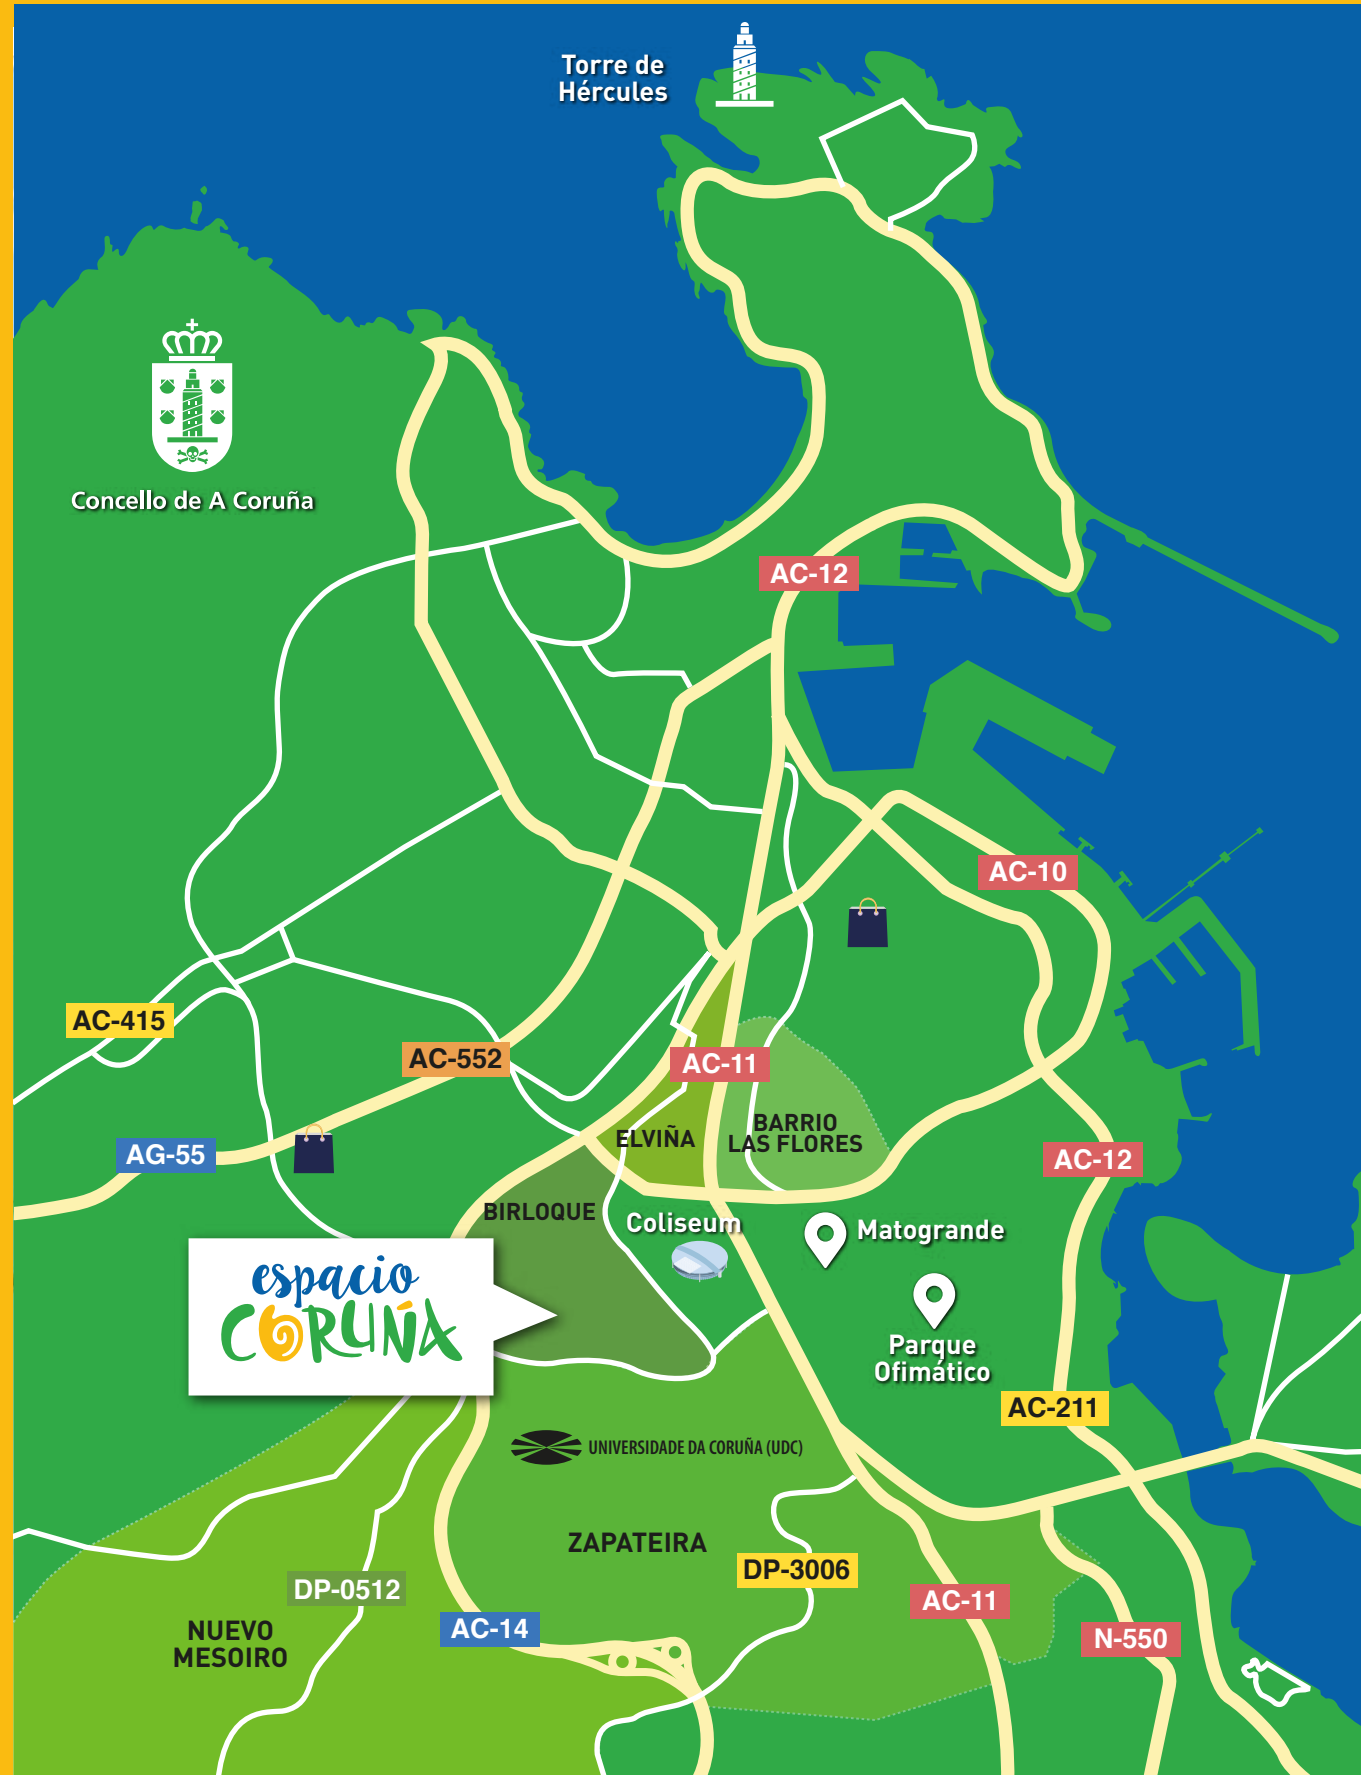 Torre de
Hércules
Concello de A Coruña
AC-12
AC-10
AC-415
AC-552
AC-11
BARRIO
LAS FLORES
ELVIÑA
AG-55
AC-12
BIRLOQUE
Coliseum
Matogrande
espacio
CORUÑA
Parque
Ofimático
AC-211
UNIVERSIDADE DA CORUÑA (UDC)
ZAPATEIRA
DP-3006
DP-0512
AC-11
NUEVO
MESOIRO
AC-14
N-550